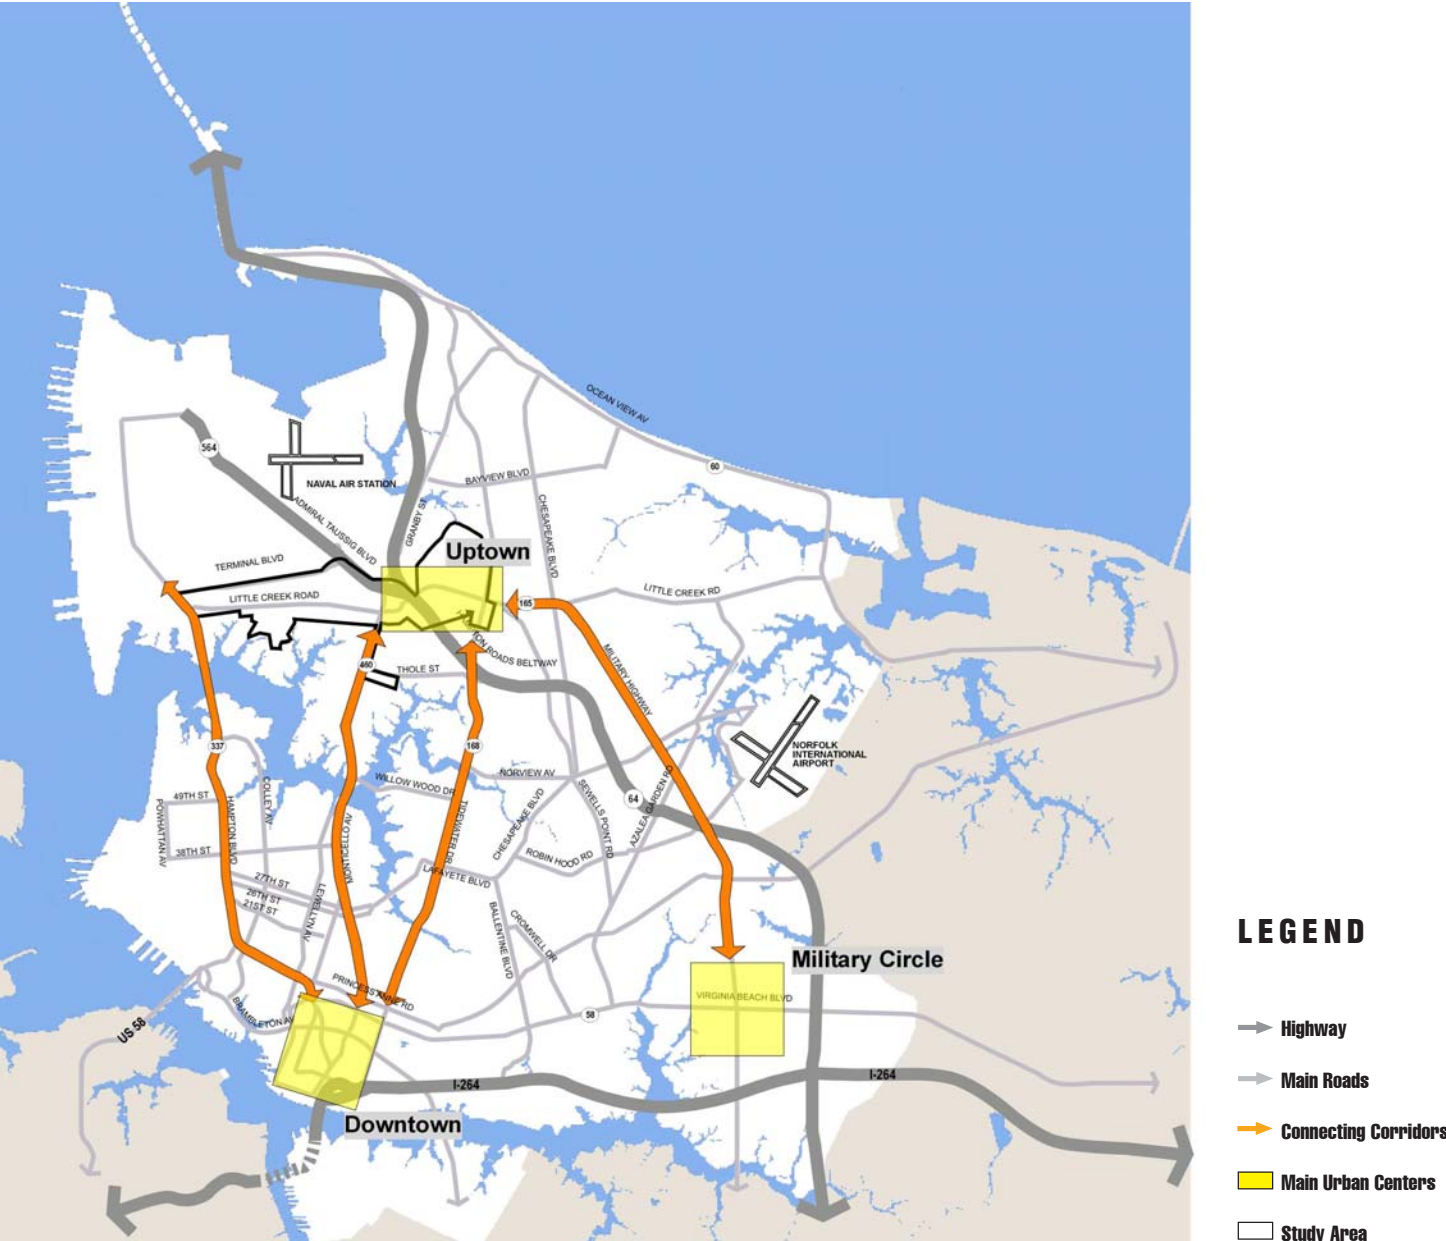 OCEAN VIEW AV
60
564
NAVAL AIR STATION
BAYVIEW BLVD
ADMIRAL TAUSSIG BLVD
GRANBY ST
CHESAPEAKE BLVD
Uptown
TERMINAL BLVD
LITTLE CREEK ROAD
LITTLE CREEK RD
165
TON ROADS BELTWAY
460
THOLE ST
MILITARY HIGHWAY
337
168
NORFOLK
INTERNATIONAL
AIRPORT
NORVIEW AV
WILLOW WOOD DR
49TH ST
POWHATTAN AV
HAMPTON BLVD
COLLEY AV
MONTICELLO AV
TIDEWATER DR
CHESAPEAKE BLVD
SEWELLS POINT RD
64
AZALEA GARDEN RD
38TH ST
ROBIN HOOD RD
LAFAYETE BLVD
27TH ST
26TH ST
21ST ST
LEWELLYN AV
BALLENTINE BLVD
CROMWELL DR
Military Circle
PRINCESS ANNE RD
VIRGINIA BEACH BLVD
BRAMBLETON AV
58
US 58
I-264
I-264
Downtown
LEGEND
Highway
Main Roads
Connecting Corridors
Main Urban Centers
Study Area